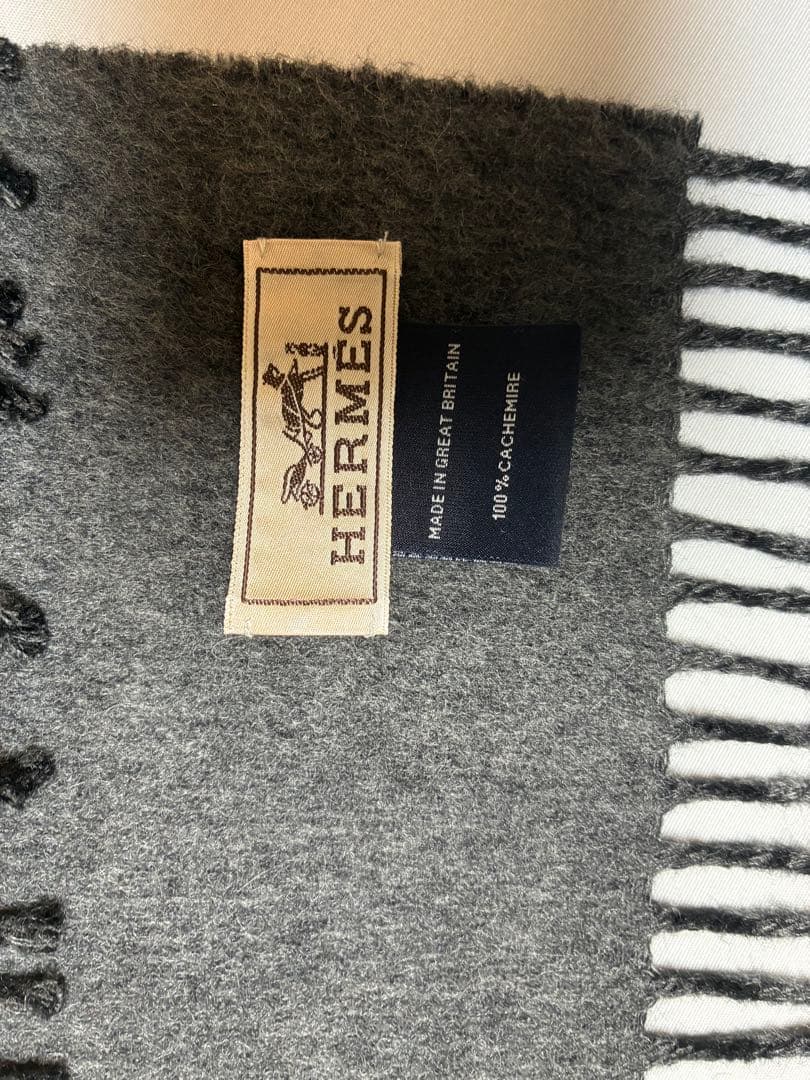 HERMÈS
MADE IN GREAT BRITAIN
100% CACHEMIRE